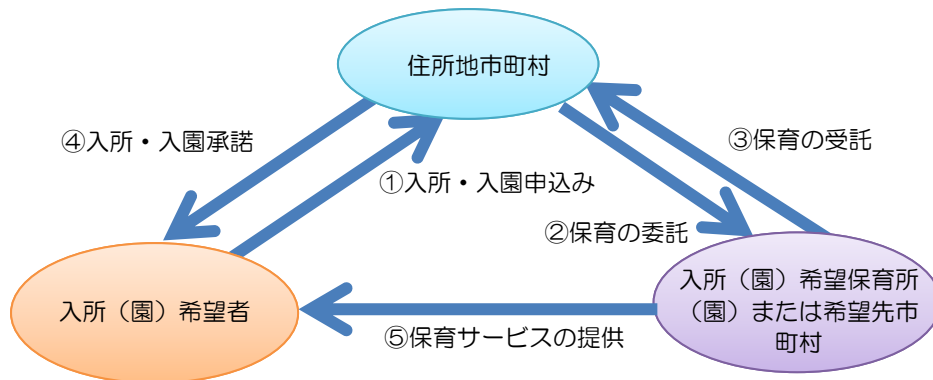 住所地市町村
④入所・入園承諾
③保育の受託
①入所・入園申込み
②保育の委託
入所（園）希望者
入所（園）希望保育所
（園）または希望先市
町村
⑤保育サービスの提供